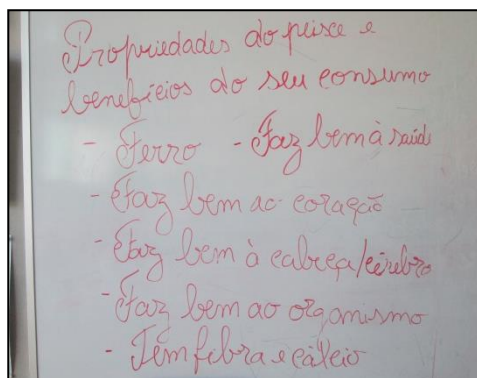 Propriedades do peixe e
benefícios do seu consumo
- Ferro - Faz bem à saúde
- Faz bem ao coração
- Faz bem à cabeça/cérebro
- Faz bem ao organismo
- Tem fibra e cálcio